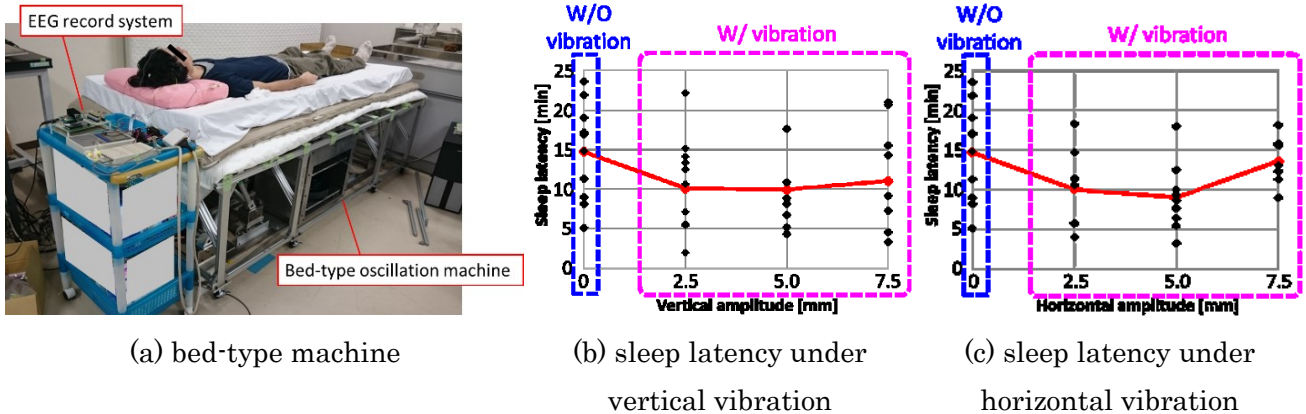 EEG record system
Bed-type oscillation machine
(a) bed-type machine
W/O
vibration
W/ vibration
Sleep latency [min]
25
20
15
10
5
0
0 2.5 5.0 7.5
Vertical amplitude [mm]
(b) sleep latency under
vertical vibration
W/O
vibration
W/ vibration
Sleep latency [min]
25
20
15
10
5
0
0 2.5 5.0 7.5
Horizontal amplitude [mm]
(c) sleep latency under
horizontal vibration